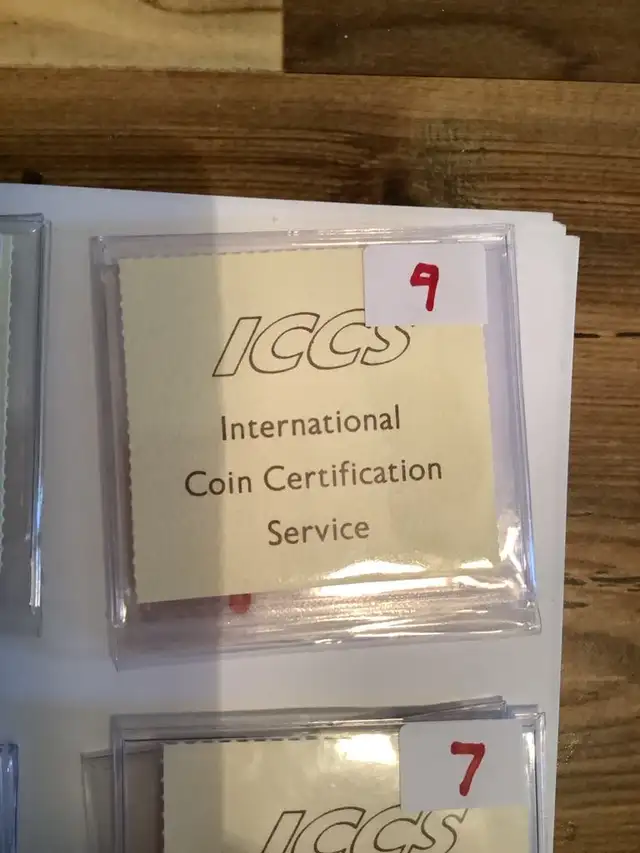 9
ICCS
International
Coin Certification
Service
7
ICCS